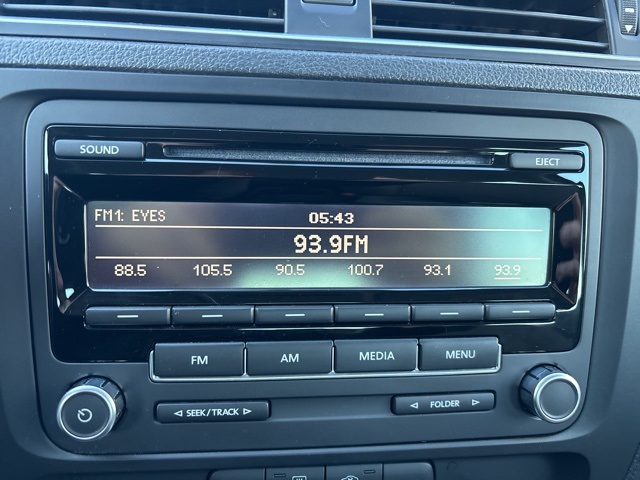 SOUND EJECT
FM1: EYES 05:43
93.9FM
88.5 105.5 90.5 100.7 93.1 93.9
FM AM MEDIA MENU
SEEK/TRACK FOLDER